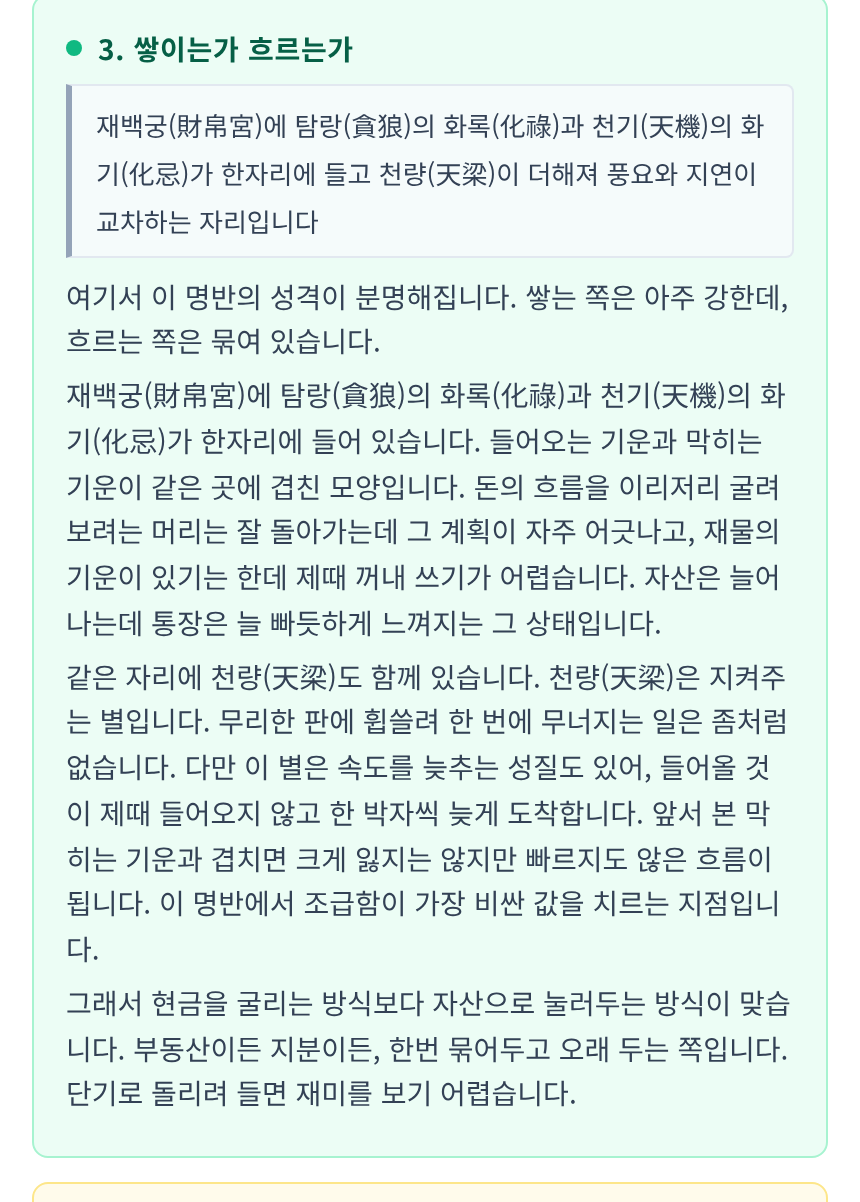 3. 쌓이는가 흐르는가
재백궁(財帛宮)에 탐랑(貪狼)의 화록(化祿)과 천기(天機)의 화
기(化忌)가 한자리에 들고 천량(天梁)이 더해져 풍요와 지연이
교차하는 자리입니다
여기서 이 명반의 성격이 분명해집니다. 쌓는 쪽은 아주 강한데,
흐르는 쪽은 묶여 있습니다.
재백궁(財帛宮)에 탐랑(貪狼)의 화록(化祿)과 천기(天機)의 화
기(化忌)가 한자리에 들어 있습니다. 들어오는 기운과 막히는
기운이 같은 곳에 겹친 모양입니다. 돈의 흐름을 이리저리 굴려
보려는 머리는 잘 돌아가는데 그 계획이 자주 어긋나고, 재물의
기운이 있기는 한데 제때 꺼내 쓰기가 어렵습니다. 자산은 늘어
나는데 통장은 늘 빠듯하게 느껴지는 그 상태입니다.
같은 자리에 천량(天梁)도 함께 있습니다. 천량(天梁)은 지켜주
는 별입니다. 무리한 판에 휩쓸려 한 번에 무너지는 일은 좀처럼
없습니다. 다만 이 별은 속도를 늦추는 성질도 있어, 들어올 것
이 제때 들어오지 않고 한 박자씩 늦게 도착합니다. 앞서 본 막
히는 기운과 겹치면 크게 잃지는 않지만 빠르지도 않은 흐름이
됩니다. 이 명반에서 조급함이 가장 비싼 값을 치르는 지점입니
다.
그래서 현금을 굴리는 방식보다 자산으로 눌러두는 방식이 맞습
니다. 부동산이든 지분이든, 한번 묶어두고 오래 두는 쪽입니다.
단기로 돌리려 들면 재미를 보기 어렵습니다.